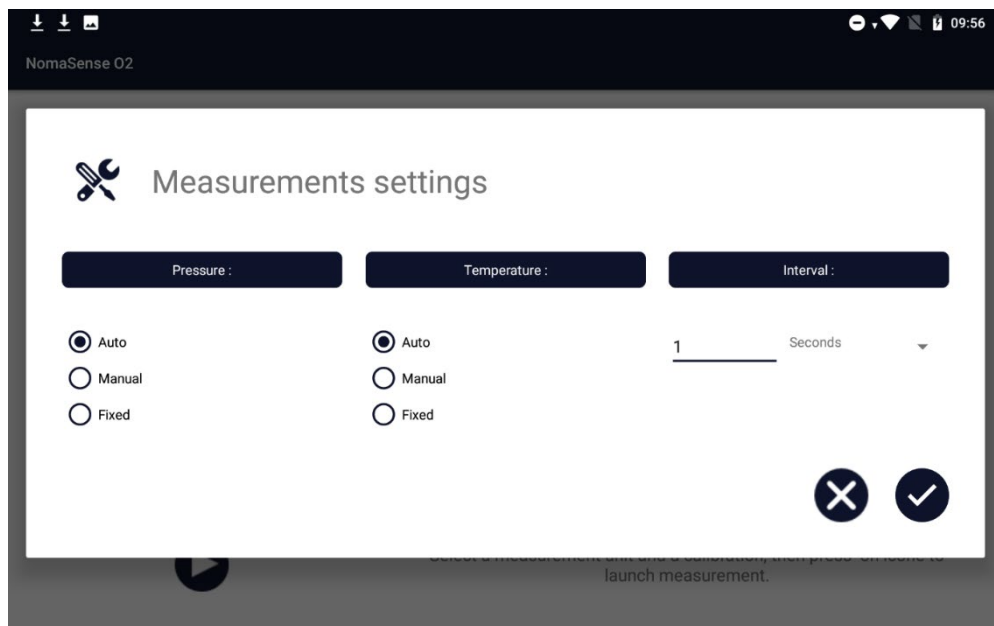 09:56
NomaSense O2
Measurements settings
Pressure :
Temperature :
Interval :
Auto
Manual
Fixed
Auto
Manual
Fixed
1
Seconds
launch measurement.